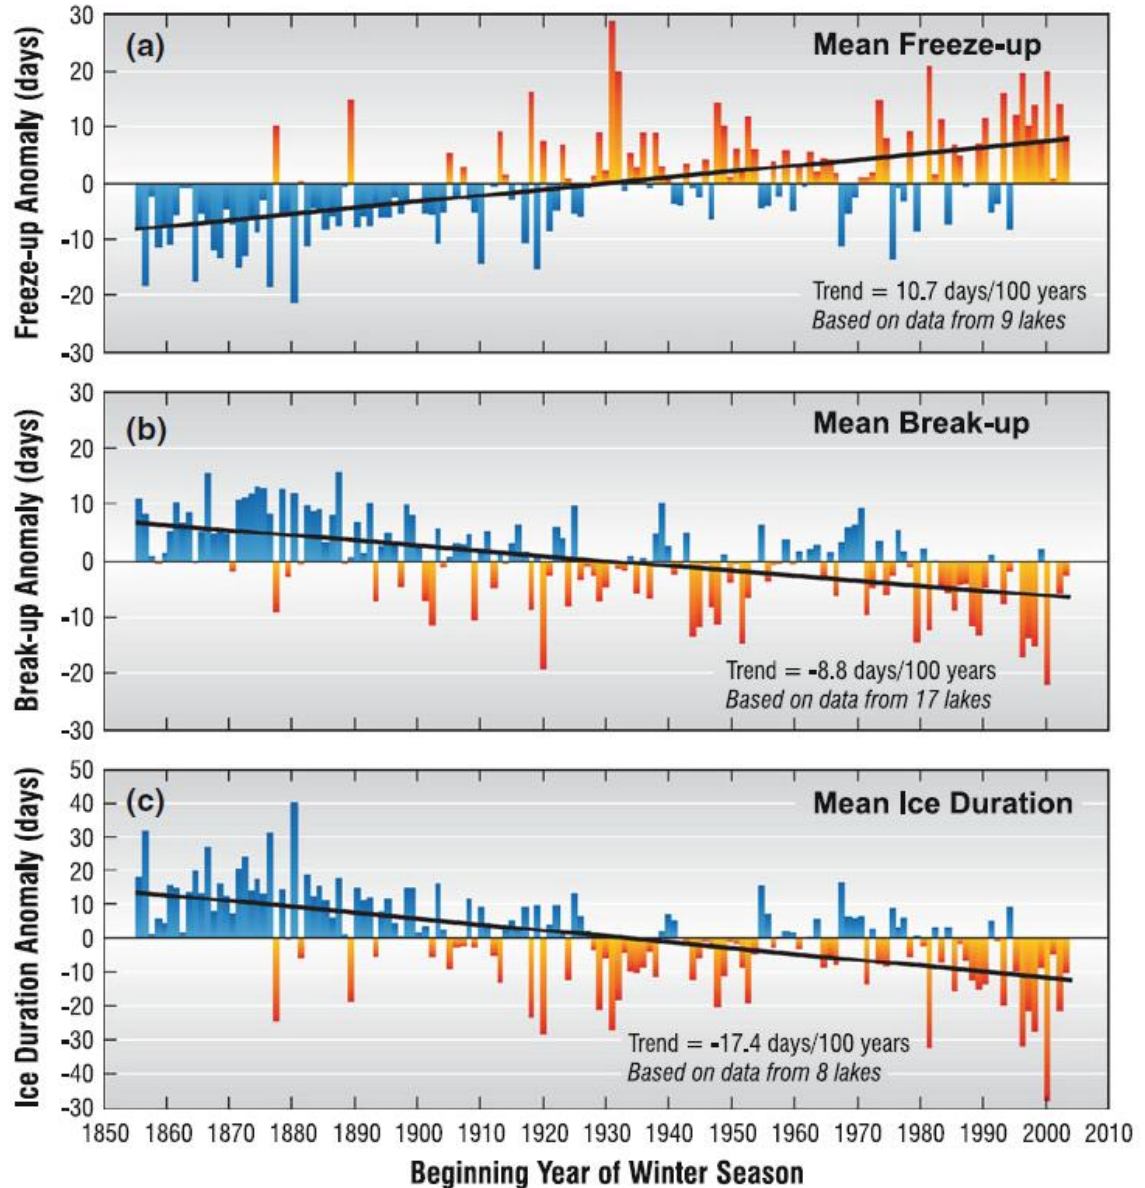 30
20
10
0
-10
-20
-30
Freeze-up Anomaly (days)
(a)
Mean Freeze-up
Trend = 10.7 days/100 years
Based on data from 9 lakes
30
20
10
0
-10
-20
-30
Break-up Anomaly (days)
(b)
Mean Break-up
Trend = -8.8 days/100 years
Based on data from 17 lakes
50
40
30
20
10
0
-10
-20
-30
-40
-30
Ice Duration Anomaly (days)
(c)
Mean Ice Duration
Trend = -17.4 days/100 years
Based on data from 8 lakes
1850 1860 1870 1880 1890 1900 1910 1920 1930 1940 1950 1960 1970 1980 1990 2000 2010
Beginning Year of Winter Season